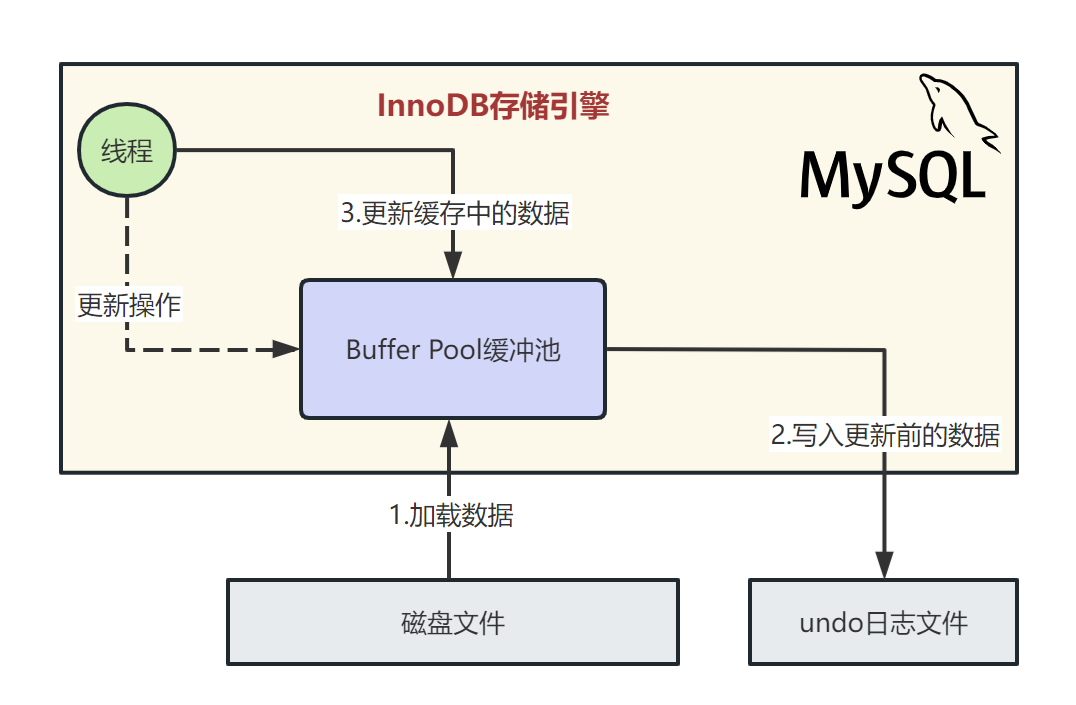 InnoDB存储引擎
MySQL
线程
3.更新缓存中的数据
更新操作
Buffer Pool缓冲池
2.写入更新前的数据
1.加载数据
磁盘文件
undo日志文件